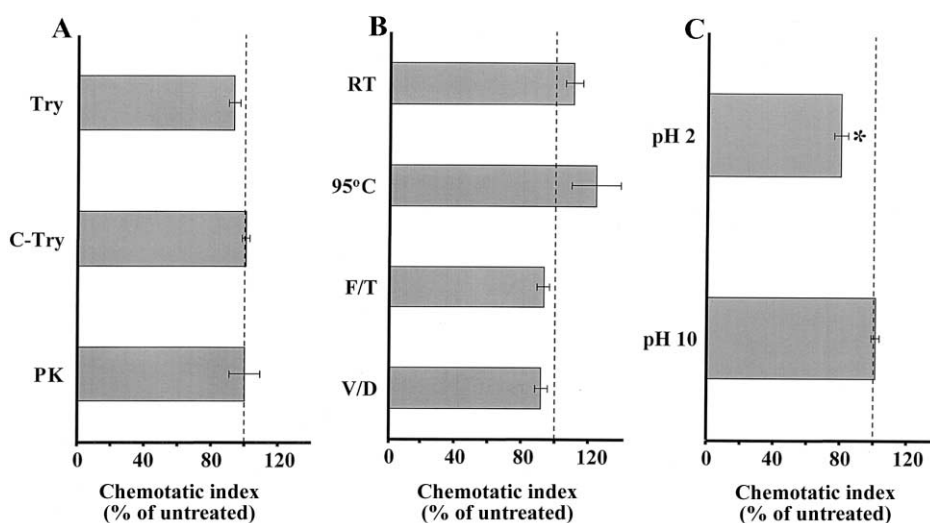 A
Try
C-Try
PK
0 40 80 120
Chemotatic index
(% of untreated)
B
RT
95°C
F/T
V/D
0 40 80 120
Chemotatic index
(% of untreated)
C
pH 2
*
pH 10
0 40 80 120
Chemotatic index
(% of untreated)